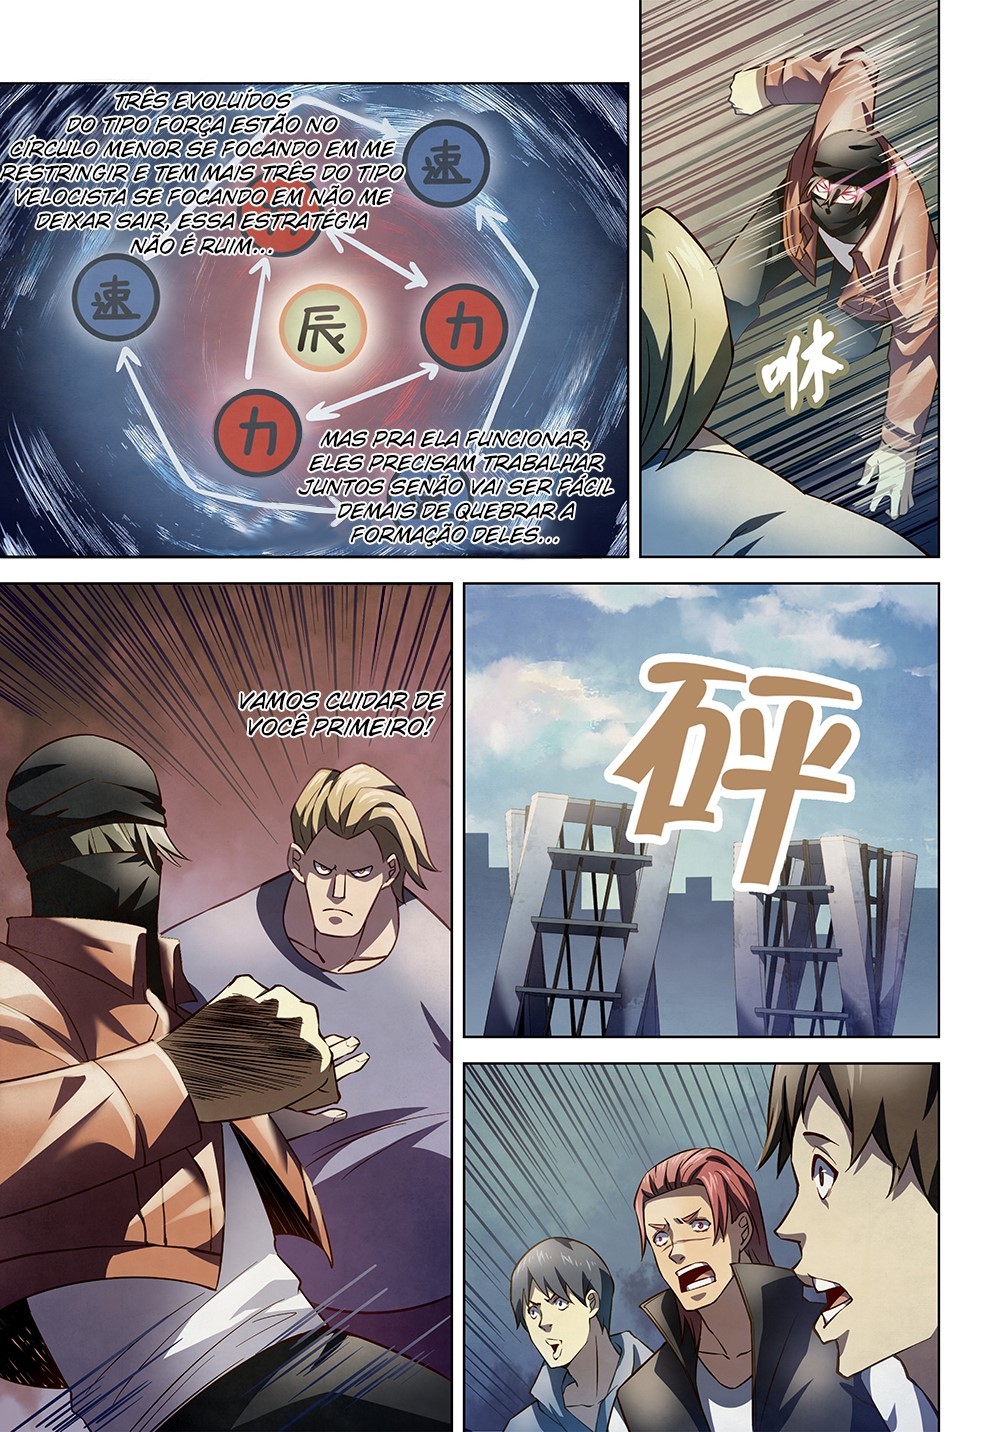 TRÊS EVOLUÍDOS
DO TIPO FORÇA ESTÃO NO
CÍRCULO MENOR SE FOCANDO EM ME
RESTRINGIR E TEM MAIS TRÊS DO TIPO
VELOCISTA SE FOCANDO EM NÃO ME
DEIXAR SAIR, ESSA ESTRATÉGIA
NÃO É RUIM...
速
速
辰
力
力
MAS PRA ELA FUNCIONAR,
ELES PRECISAM TRABALHAR
JUNTOS SENÃO VAI SER FÁCIL
DEMAIS DE QUEBRAR A
FORMAÇÃO DELES...
咻
VAMOS CUIDAR DE
VOCÊ PRIMEIRO!
砰